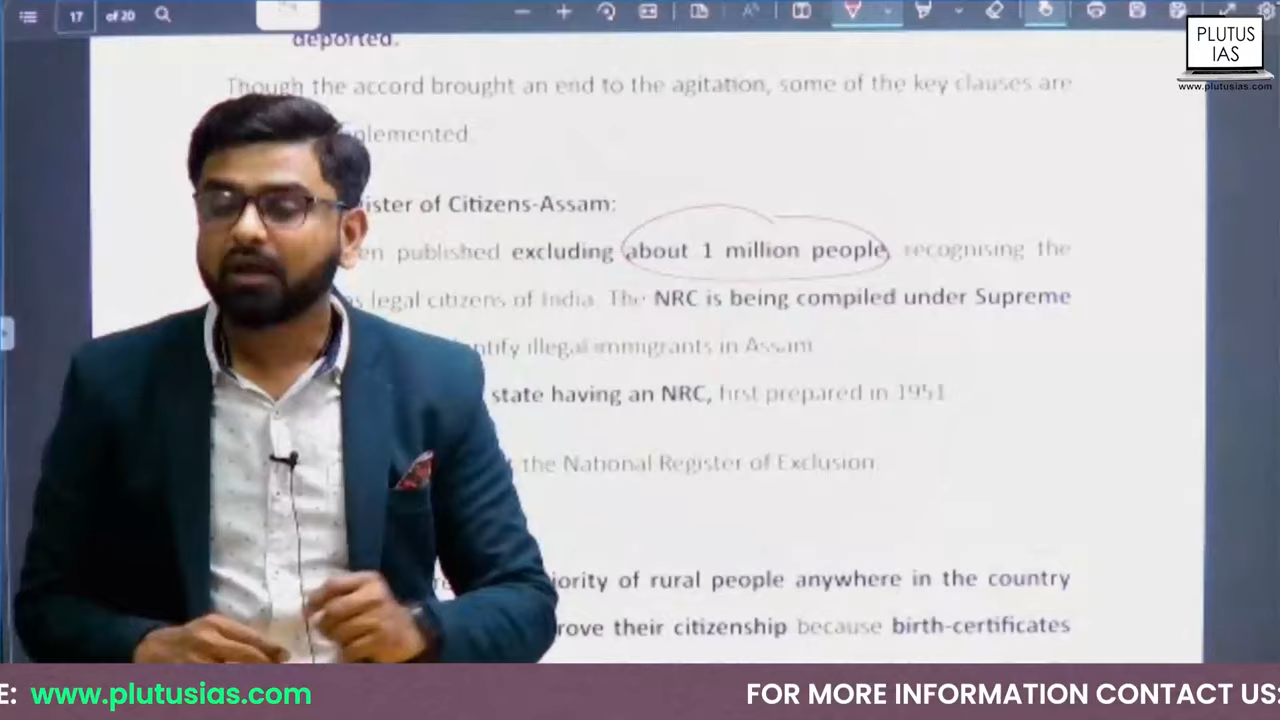 17 of 20
PLUTUS
IAS
www.plutusias.com
deported.
Though the accord brought an end to the agitation, some of the key clauses are
plemented.
ister of Citizens-Assam:
en published excluding about 1 million people, recognising the
as legal citizens of India. The NRC is being compiled under Supreme
ntify illegal immigrants in Assam.
state having an NRC, first prepared in 1951.
the National Register of Exclusion.
jority of rural people anywhere in the country
rove their citizenship because birth-certificates
E: www.plutusias.com FOR MORE INFORMATION CONTACT US: